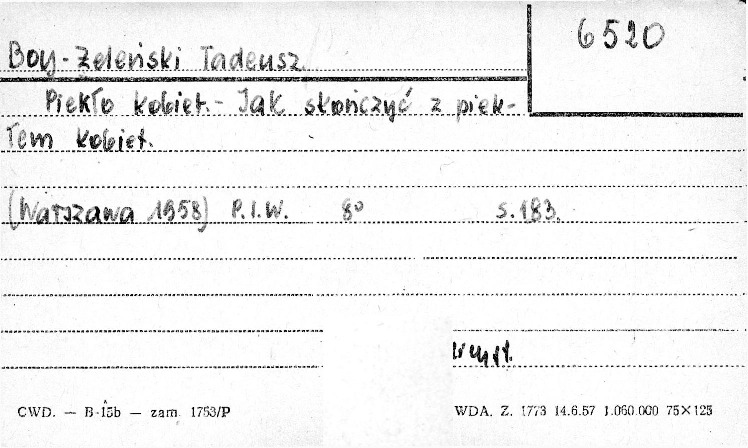 6520
Boy-Żeleński Tadeusz.
Piekło kobiet.- Jak skończyć z piek-
łem kobiet.
(Warszawa 1958) P.I.W. 8° s.183.
CWD. — B-15b — zam. 1753/P
WDA. Z. 1773 14.6.57 1.060.000 75×125